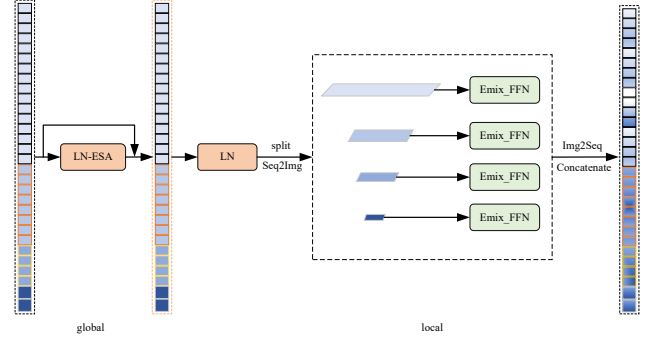 LN-ESA
LN
split
Seq2Img
Emix_FFN
Emix_FFN
Emix_FFN
Emix_FFN
Img2Seq
Concatenate
global
local